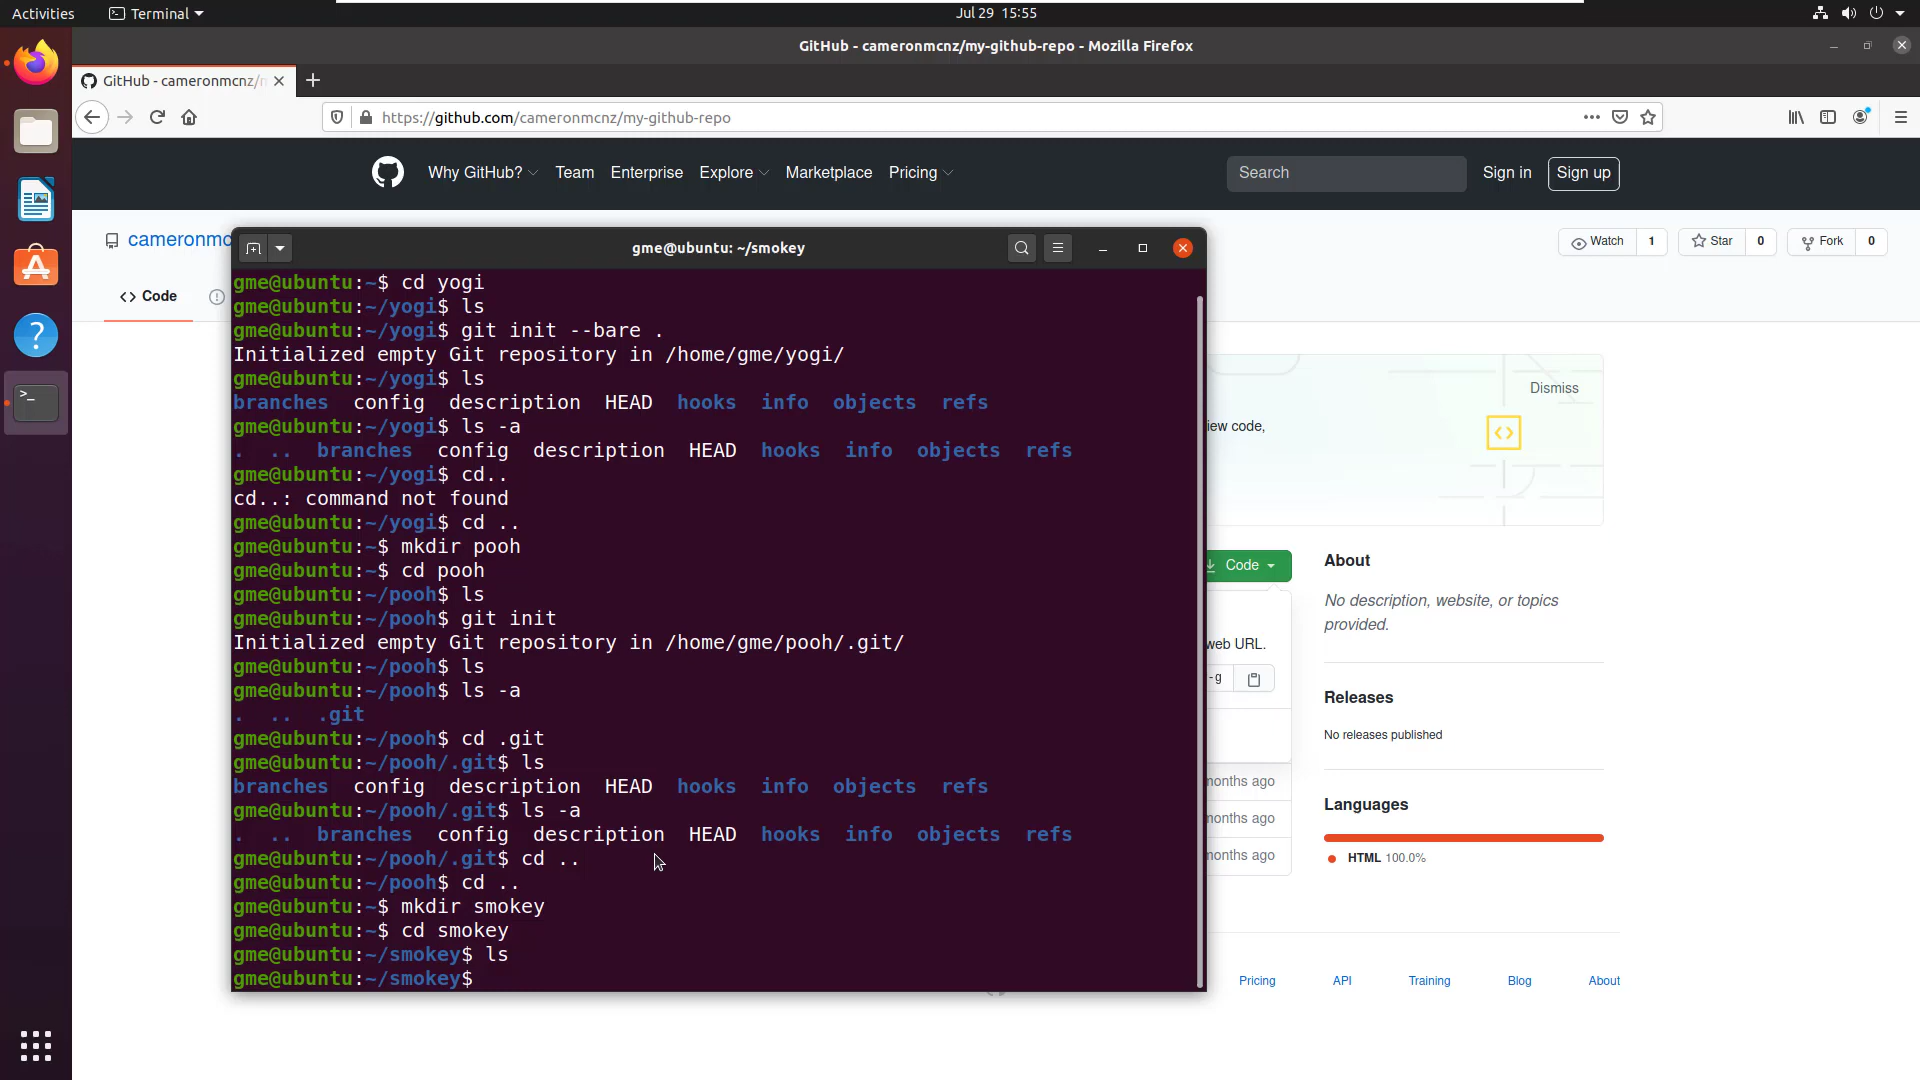 Activities
Terminal
Jul 29 15:55
GitHub - cameronmcnz/my-github-repo - Mozilla Firefox
GitHub - cameronmcnz/
https://github.com/cameronmcnz/my-github-repo
Why GitHub? Team Enterprise Explore Marketplace Pricing
Search
Sign in
Sign up
cameronmc
Watch 1
Star 0
Fork 0
Code
gme@ubuntu: ~/smokey
gme@ubuntu:~$ cd yogi
gme@ubuntu:~/yogi$ ls
gme@ubuntu:~/yogi$ git init --bare .
Initialized empty Git repository in /home/gme/yogi/
gme@ubuntu:~/yogi$ ls
branches config description HEAD hooks info objects refs
gme@ubuntu:~/yogi$ ls -a
. .. branches config description HEAD hooks info objects refs
gme@ubuntu:~/yogi$ cd..
cd..: command not found
gme@ubuntu:~/yogi$ cd ..
gme@ubuntu:~$ mkdir pooh
gme@ubuntu:~$ cd pooh
gme@ubuntu:~/pooh$ ls
gme@ubuntu:~/pooh$ git init
Initialized empty Git repository in /home/gme/pooh/.git/
gme@ubuntu:~/pooh$ ls
gme@ubuntu:~/pooh$ ls -a
. .. .git
gme@ubuntu:~/pooh$ cd .git
gme@ubuntu:~/pooh/.git$ ls
branches config description HEAD hooks info objects refs
gme@ubuntu:~/pooh/.git$ ls -a
. .. branches config description HEAD hooks info objects refs
gme@ubuntu:~/pooh/.git$ cd ..
gme@ubuntu:~/pooh$ cd ..
gme@ubuntu:~$ mkdir smokey
gme@ubuntu:~$ cd smokey
gme@ubuntu:~/smokey$ ls
gme@ubuntu:~/smokey$
Dismiss
iew code,
Code
web URL.
-g
months ago
months ago
months ago
About
No description, website, or topics
provided.
Releases
No releases published
Languages
HTML 100.0%
Pricing API Training Blog About